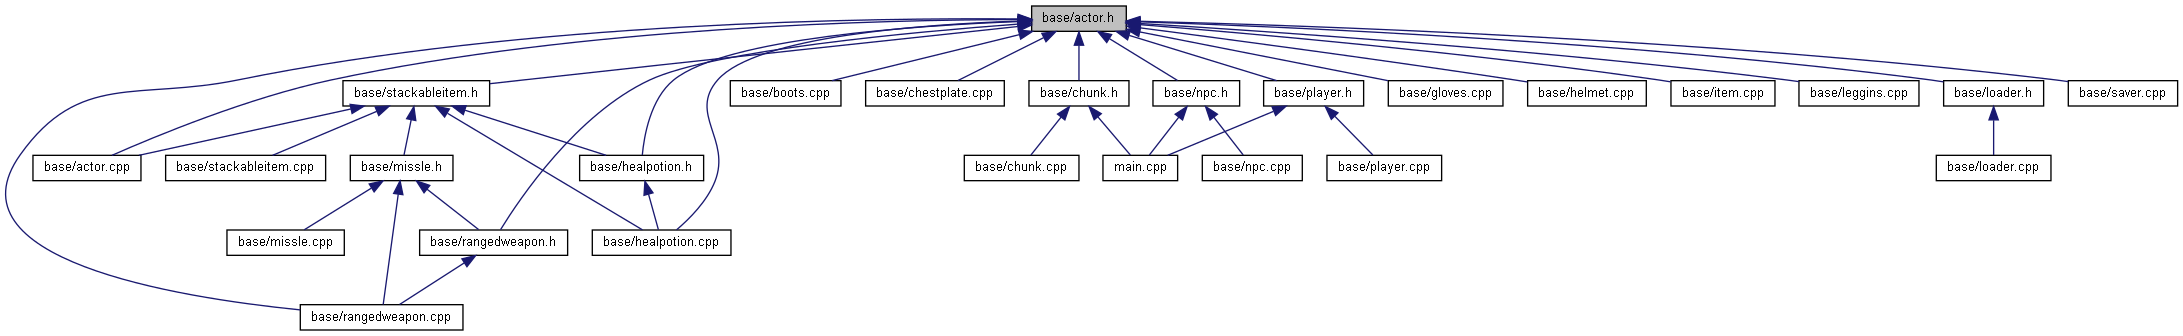 base/actor.h
base/stackableitem.h
base/boots.cpp
base/chestplate.cpp
base/chunk.h
base/npc.h
base/player.h
base/gloves.cpp
base/helmet.cpp
base/item.cpp
base/leggins.cpp
base/loader.h
base/saver.cpp
base/actor.cpp
base/stackableitem.cpp
base/missle.h
base/healpotion.h
base/chunk.cpp
main.cpp
base/npc.cpp
base/player.cpp
base/loader.cpp
base/missle.cpp
base/rangedweapon.h
base/healpotion.cpp
base/rangedweapon.cpp